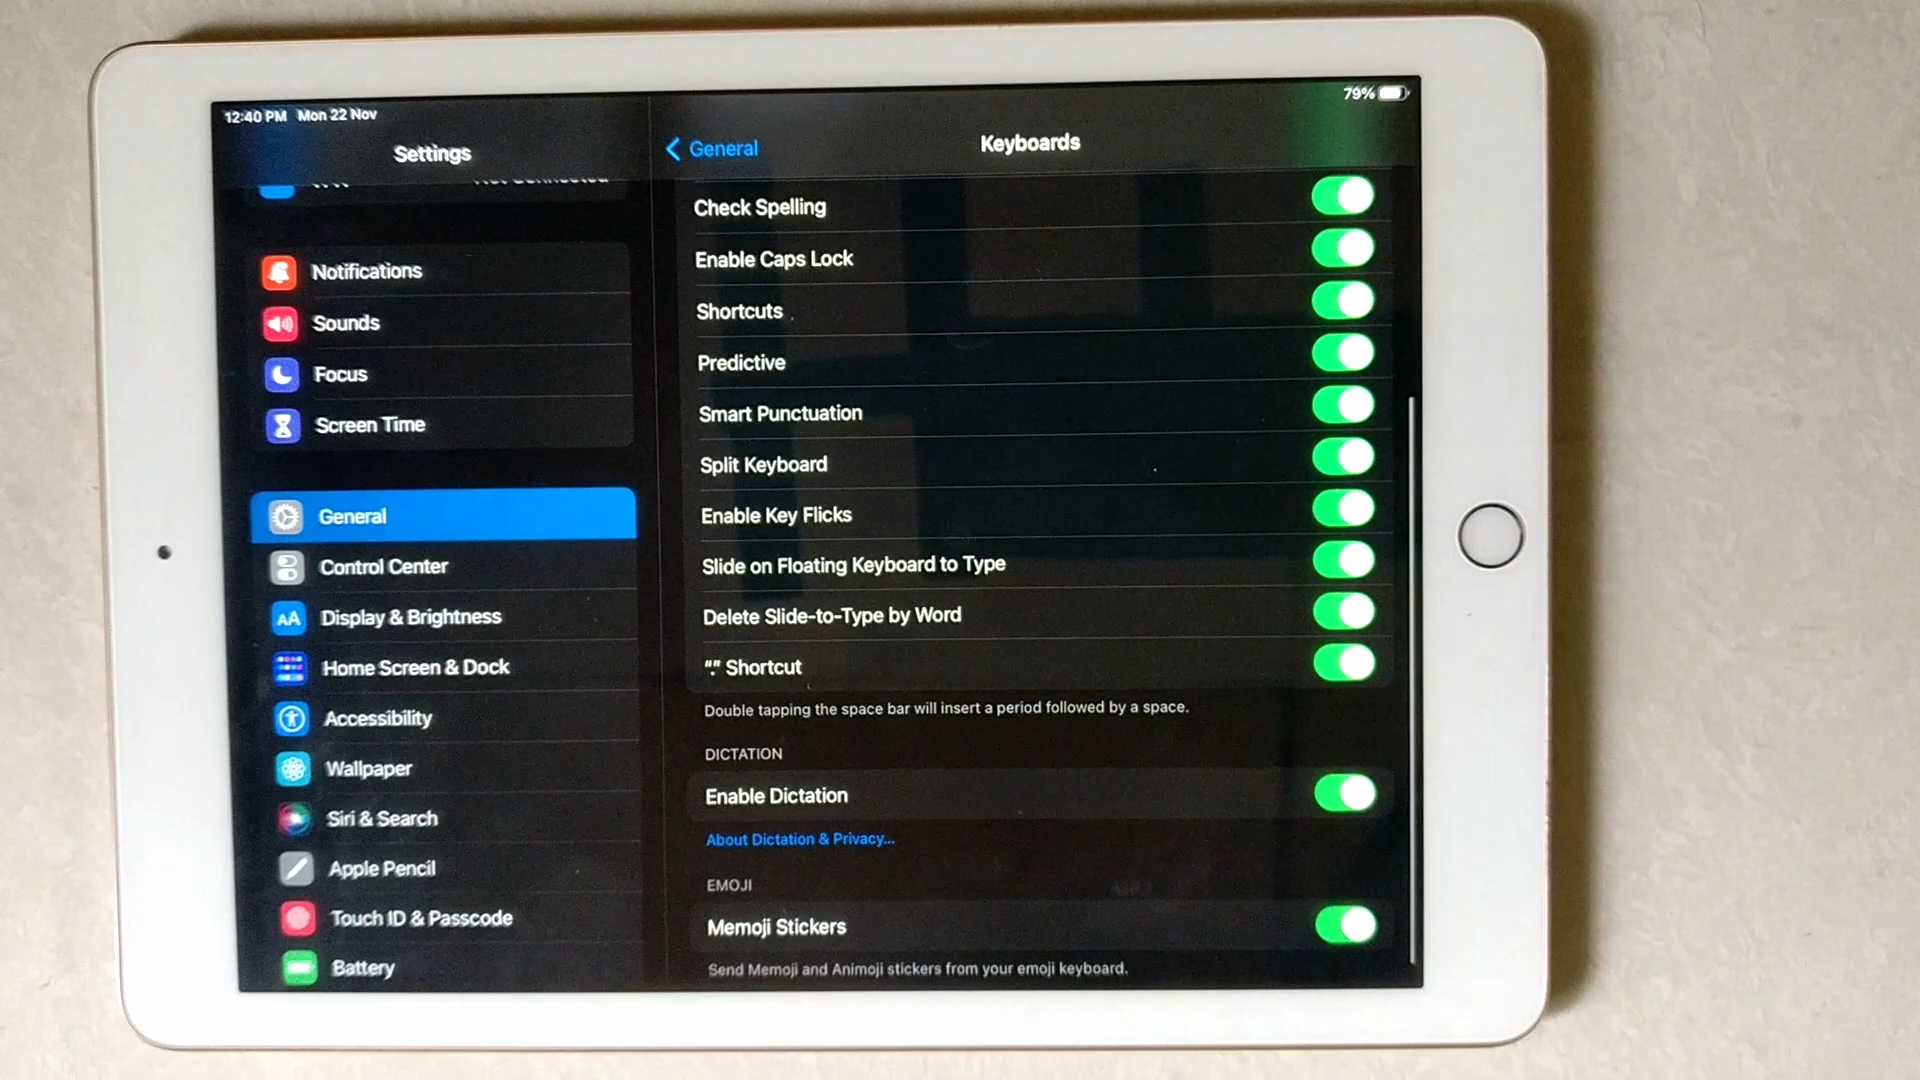 12:40 PM Mon 22 Nov
79%
Settings
Notifications
Sounds
Focus
Screen Time
General
Control Center
AA Display & Brightness
Home Screen & Dock
Accessibility
Wallpaper
Siri & Search
Apple Pencil
Touch ID & Passcode
Battery
General
Keyboards
Check Spelling
Enable Caps Lock
Shortcuts
Predictive
Smart Punctuation
Split Keyboard
Enable Key Flicks
Slide on Floating Keyboard to Type
Delete Slide-to-Type by Word
“.” Shortcut
Double tapping the space bar will insert a period followed by a space.
DICTATION
Enable Dictation
About Dictation & Privacy...
EMOJI
Memoji Stickers
Send Memoji and Animoji stickers from your emoji keyboard.